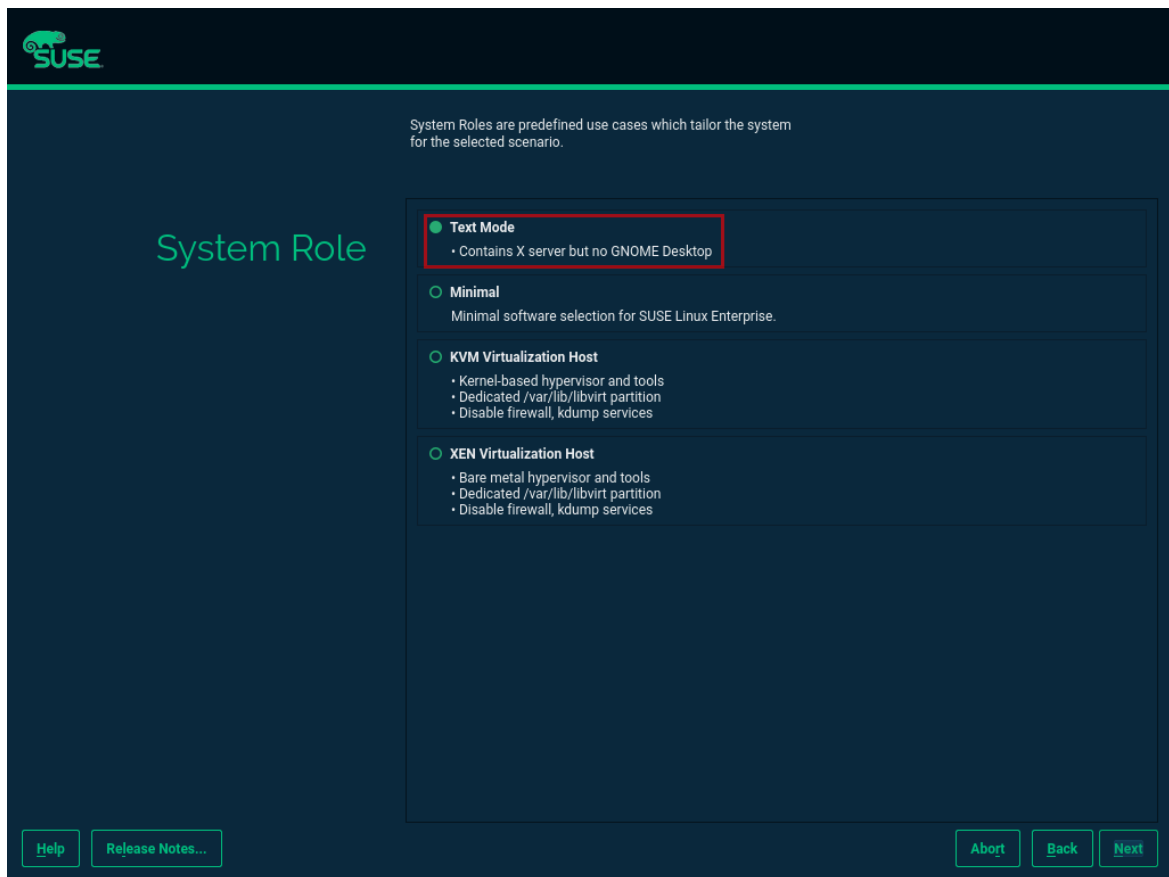 SUSE
System Roles are predefined use cases which tailor the system
for the selected scenario.
System Role
Text Mode
• Contains X server but no GNOME Desktop
Minimal
Minimal software selection for SUSE Linux Enterprise.
KVM Virtualization Host
• Kernel-based hypervisor and tools
• Dedicated /var/lib/libvirt partition
• Disable firewall, kdump services
XEN Virtualization Host
• Bare metal hypervisor and tools
• Dedicated /var/lib/libvirt partition
• Disable firewall, kdump services
Help Release Notes... Abort Back Next